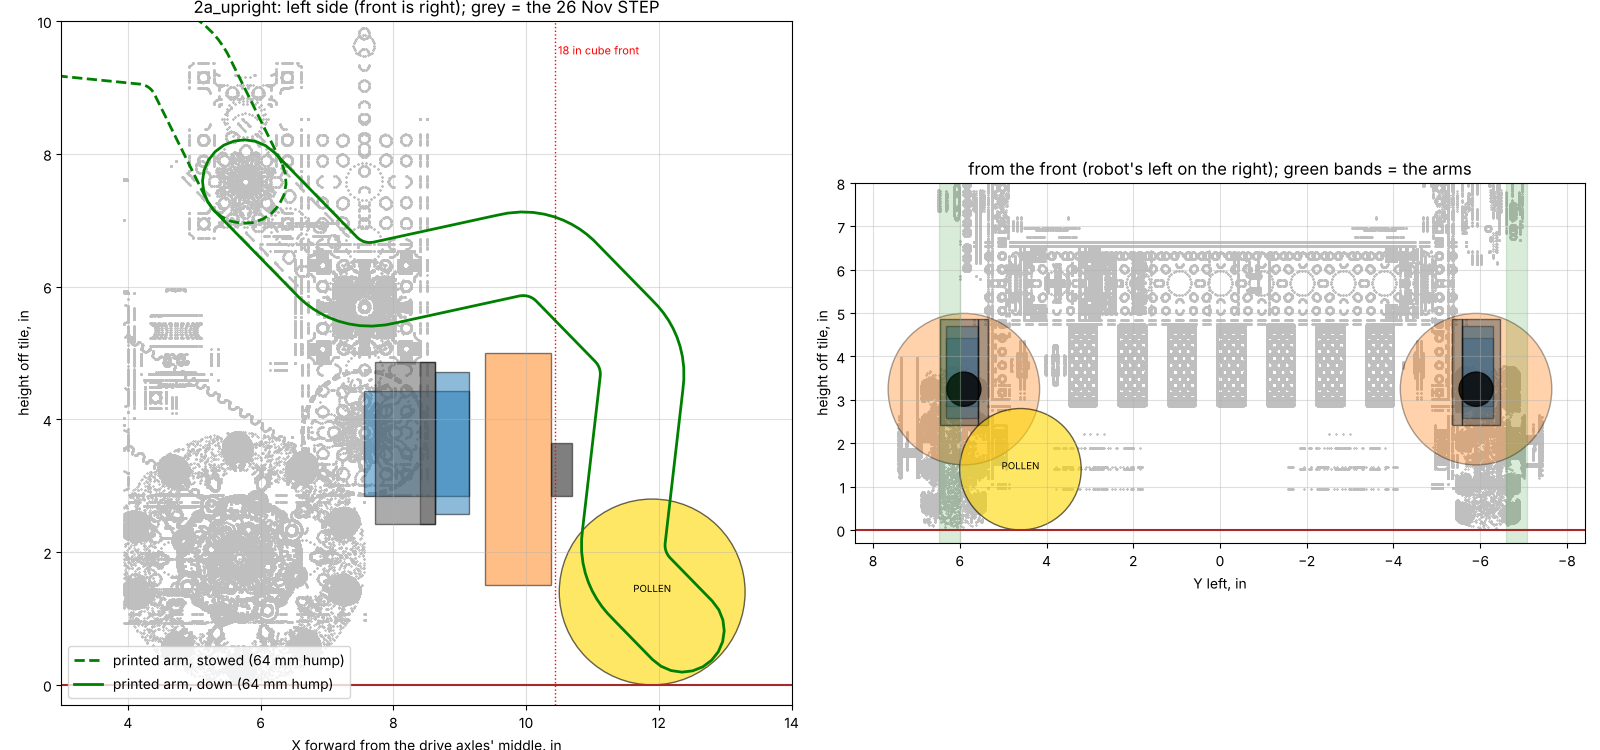 2a_upright: left side (front is right); grey = the 26 Nov STEP
10
8
6
4
2
0
height off tile, in
18 in cube front
POLLEN
printed arm, stowed (64 mm hump)
printed arm, down (64 mm hump)
4
6
8
10
12
14
X forward from the drive axles' middle, in
from the front (robot's left on the right); green bands = the arms
8
7
6
5
4
3
2
1
0
height off tile, in
POLLEN
8
6
4
2
0
−2
−4
−6
−8
Y left, in